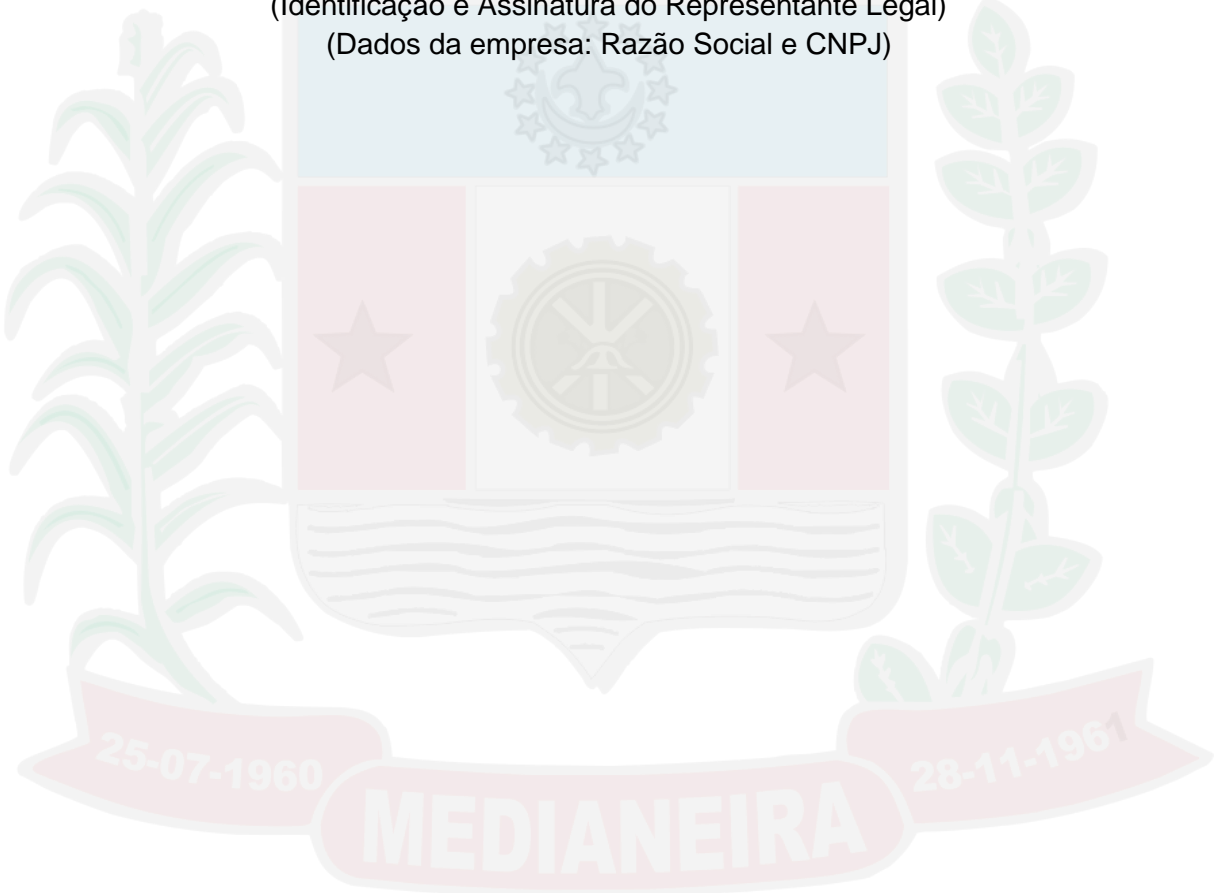 (Identificação e Assinatura do Representante Legal)
(Dados da empresa: Razão Social e CNPJ)
25-07-1960
28-11-1961
MEDIANEIRA